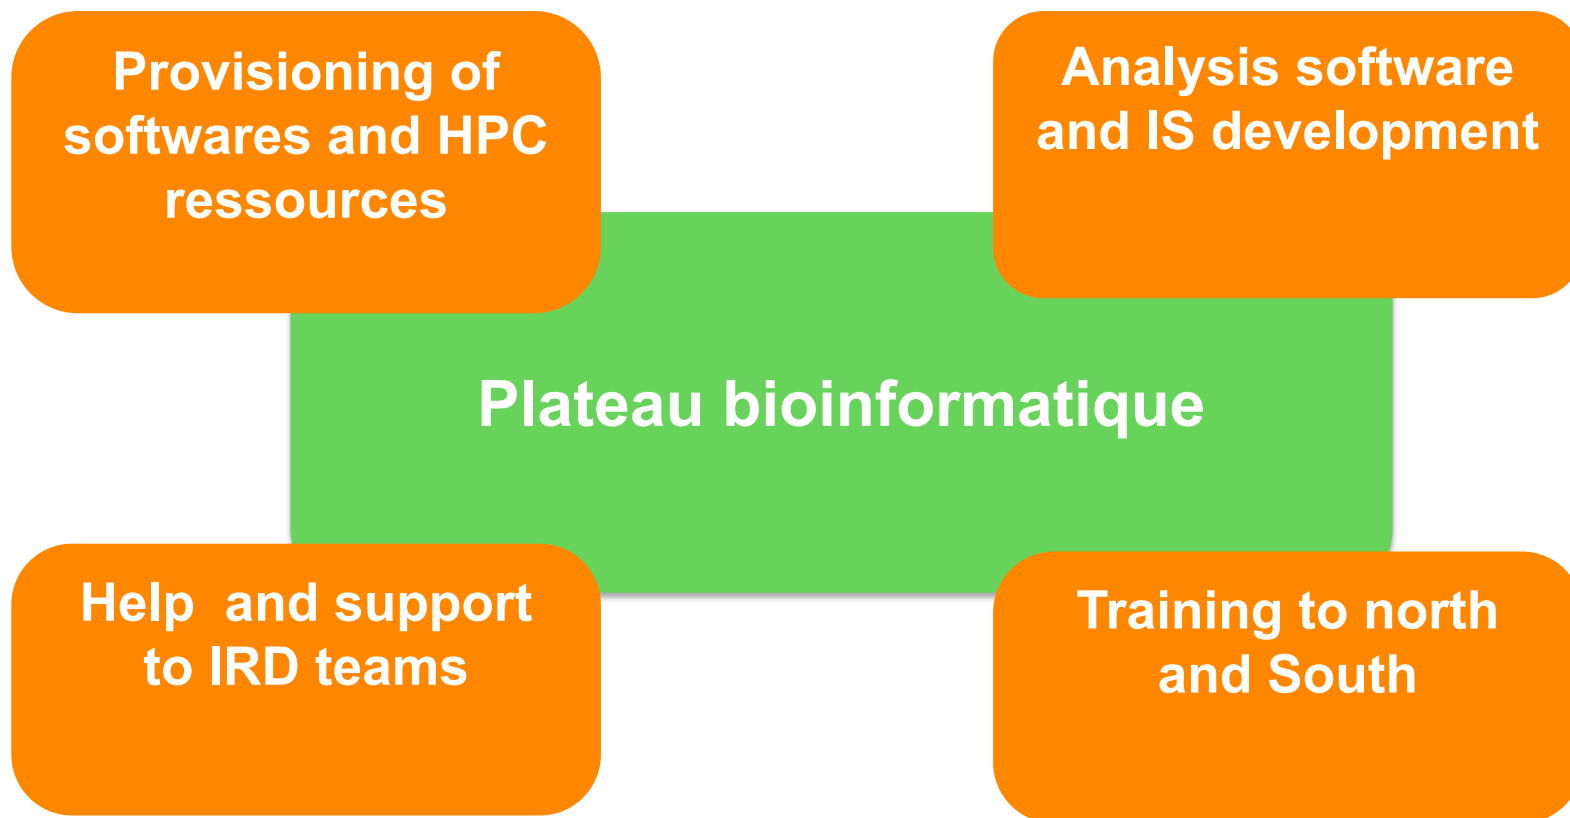 Provisioning of
softwares and HPC
ressources
Analysis software
and IS development
Plateau bioinformatique
Help  and support
to IRD teams
Training to north
and South